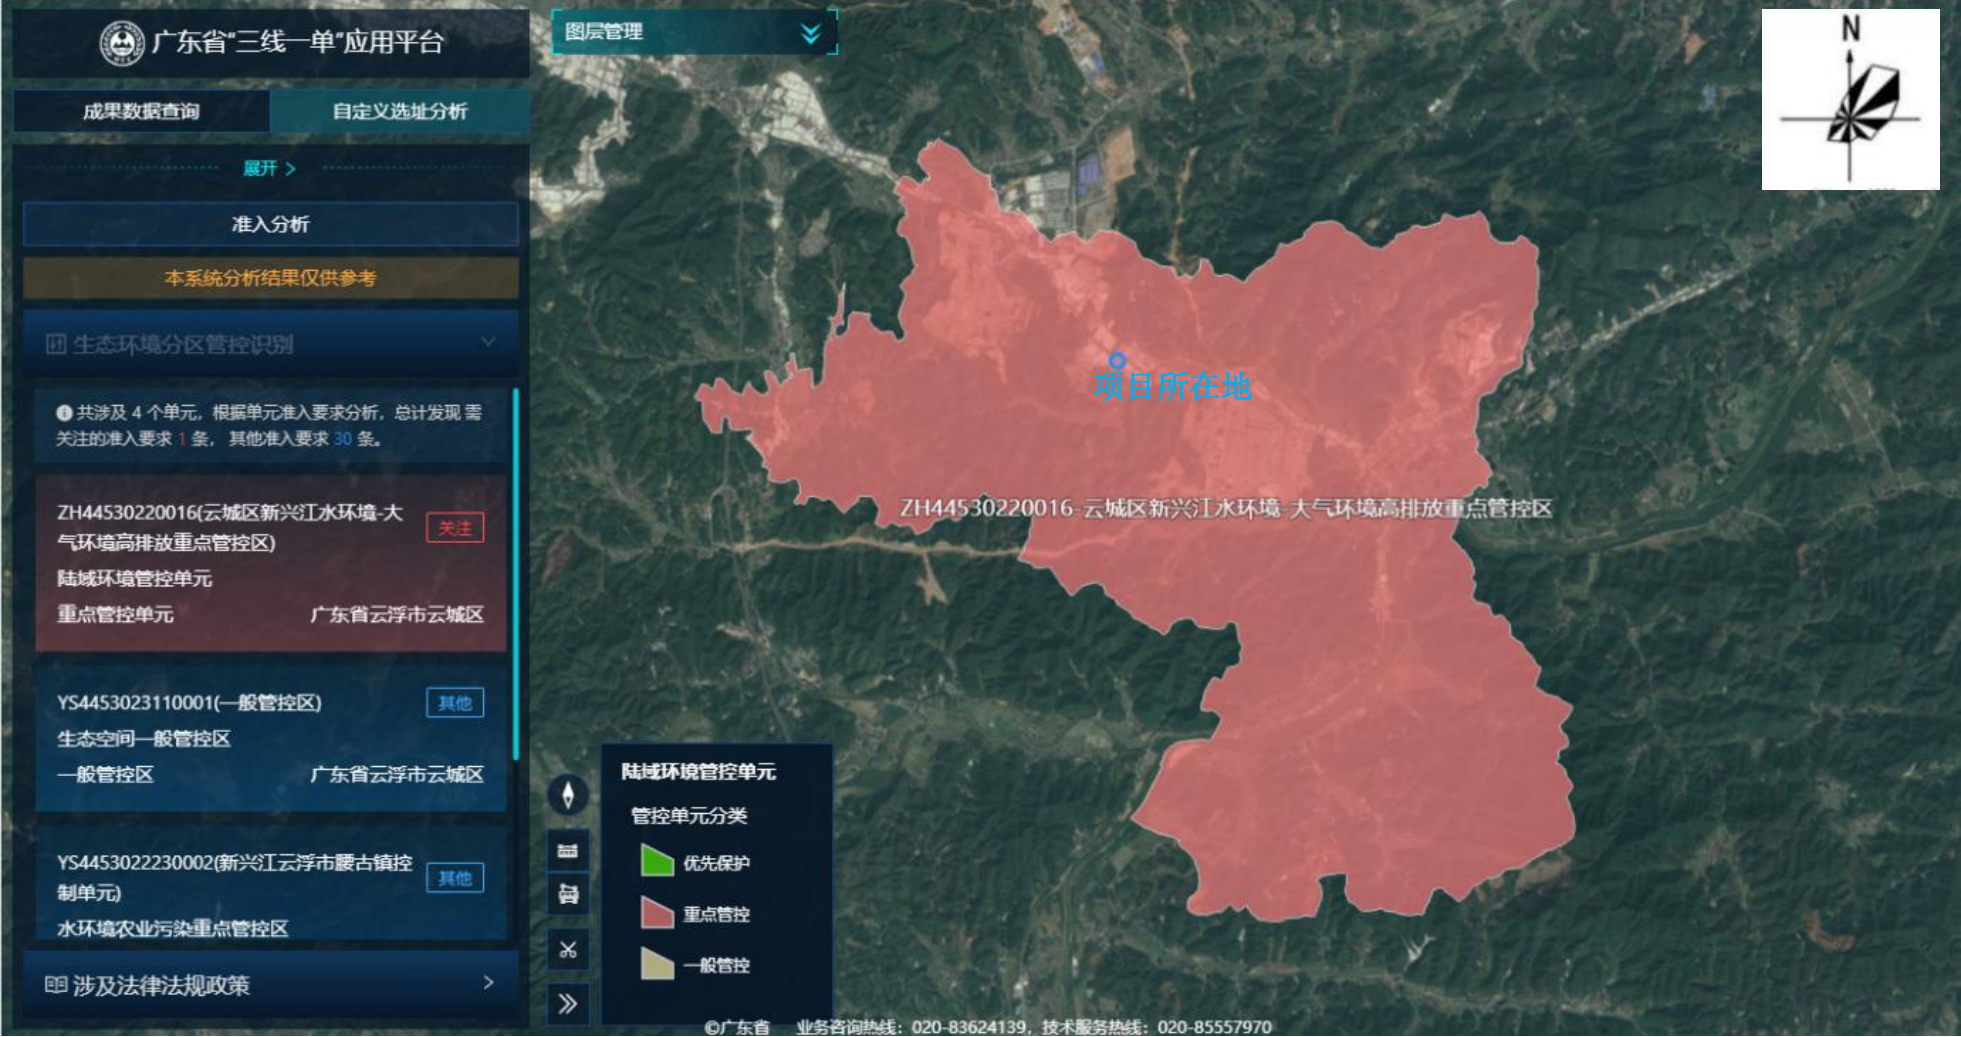 广东省“三线一单”应用平台
成果数据查询
自定义选址分析
展开 >
准入分析
本系统分析结果仅供参考
生态环境分区管控识别
共涉及 4 个单元，根据单元准入要求分析，总计发现 需
关注的准入要求 1 条， 其他准入要求 30 条。
ZH44530220016(云城区新兴江水环境-大
气环境高排放重点管控区)
关注
陆域环境管控单元
重点管控单元
广东省云浮市云城区
YS4453023110001(一般管控区)
其他
生态空间一般管控区
一般管控区
广东省云浮市云城区
YS4453022230002(新兴江云浮市腰古镇控
制单元)
其他
水环境农业污染重点管控区
涉及法律法规政策
图层管理
N
项目所在地
ZH44530220016-云城区新兴江水环境-大气环境高排放重点管控区
陆域环境管控单元
管控单元分类
优先保护
重点管控
一般管控
©广东省 业务咨询热线：020-83624139，技术服务热线：020-85557970